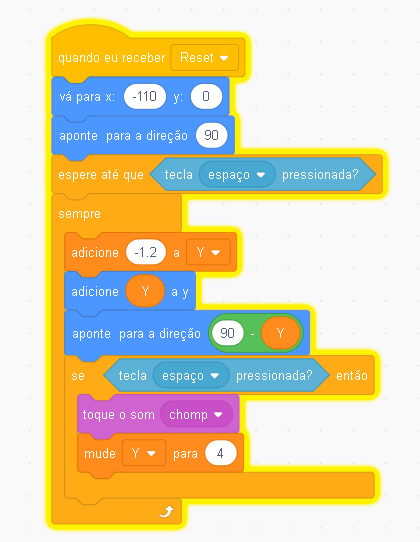 quando eu receber Reset
vá para x: -110 y: 0
aponte para a direção 90
espere até que tecla espaço pressionada?
sempre
adicione -1.2 a Y
adicione Y a y
aponte para a direção 90 - Y
se tecla espaço pressionada? então
toque o som chomp
mude Y para 4